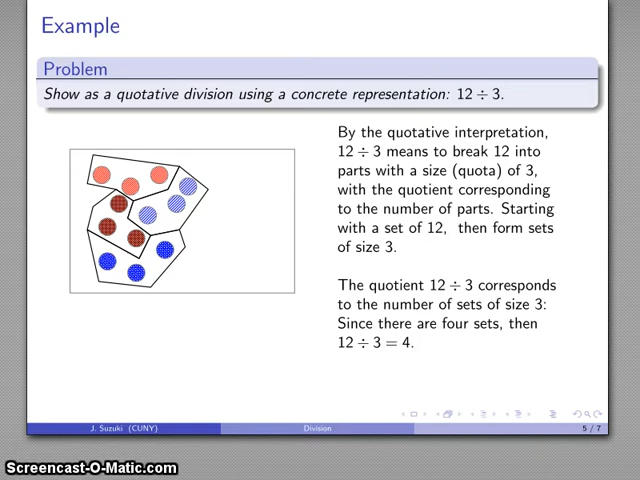 Example
Problem
Show as a quotative division using a concrete representation: 12 ÷ 3.
By the quotative interpretation,
12 ÷ 3 means to break 12 into
parts with a size (quota) of 3,
with the quotient corresponding
to the number of parts. Starting
with a set of 12, then form sets
of size 3.
The quotient 12 ÷ 3 corresponds
to the number of sets of size 3:
Since there are four sets, then
12 ÷ 3 = 4.
J. Suzuki (CUNY)
Division
5 / 7
Screencast-O-Matic.com